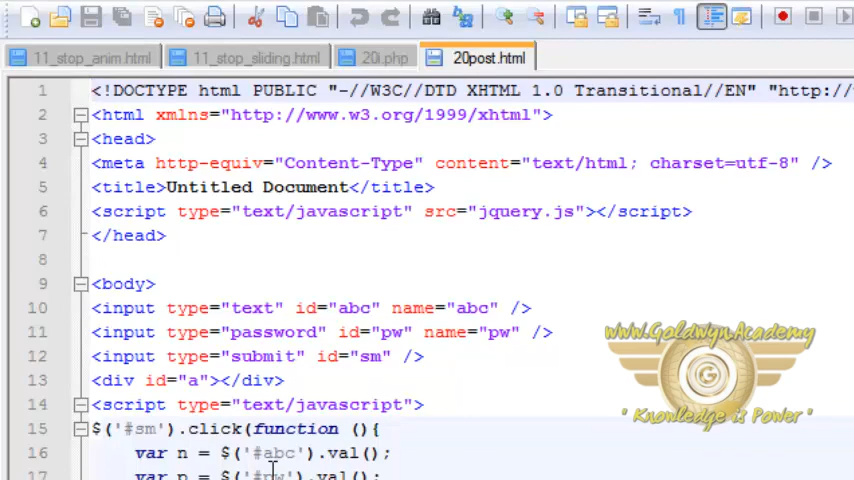 11_stop_anim.html 11_stop_sliding.html 20i.php 20post.html
1 <!DOCTYPE html PUBLIC "-//W3C//DTD XHTML 1.0 Transitional//EN" "http://
2 <html xmlns="http://www.w3.org/1999/xhtml">
3 <head>
4 <meta http-equiv="Content-Type" content="text/html; charset=utf-8" />
5 <title>Untitled Document</title>
6 <script type="text/javascript" src="jquery.js"></script>
7 </head>
8
9 <body>
10 <input type="text" id="abc" name="abc" />
11 <input type="password" id="pw" name="pw" />
12 <input type="submit" id="sm" />
13 <div id="a"></div>
14 <script type="text/javascript">
15 $('#sm').click(function (){
16 var n = $('#abc').val();
17 var p = $('#pw').val();
www.GoldwynAcademy
G
' Knowledge is Power '